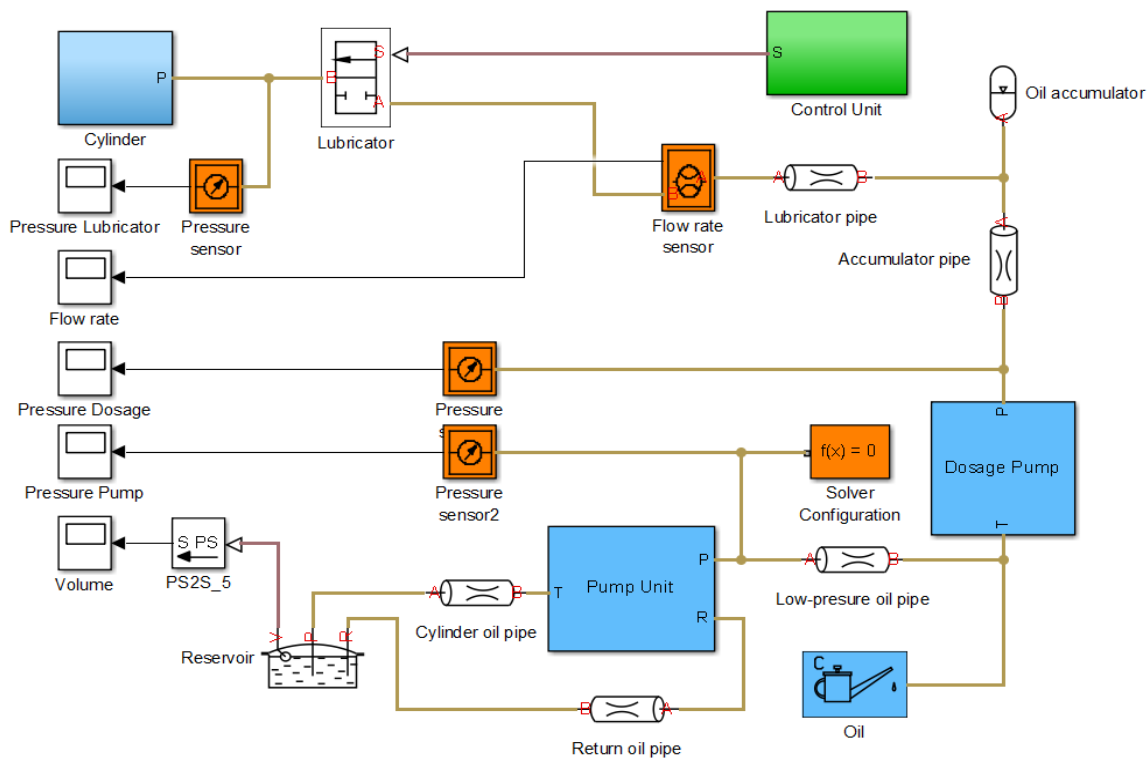 P
Cylinder
S
B
A
Lubricator
S
Control Unit
Oil accumulator
A
Pressure Lubricator
Pressure
sensor
A
B
Flow rate
sensor
A
B
Lubricator pipe
A
Accumulator pipe
B
Flow rate
Pressure Dosage
Pressure
P
Dosage Pump
T
Pressure Pump
Pressure
sensor2
f(x) = 0
Solver
Configuration
Volume
S PS
PS2S_5
A
B
Cylinder oil pipe
T
Pump Unit
P
R
A
B
Low-presure oil pipe
Reservoir
V
P
R
B
A
Return oil pipe
C
Oil